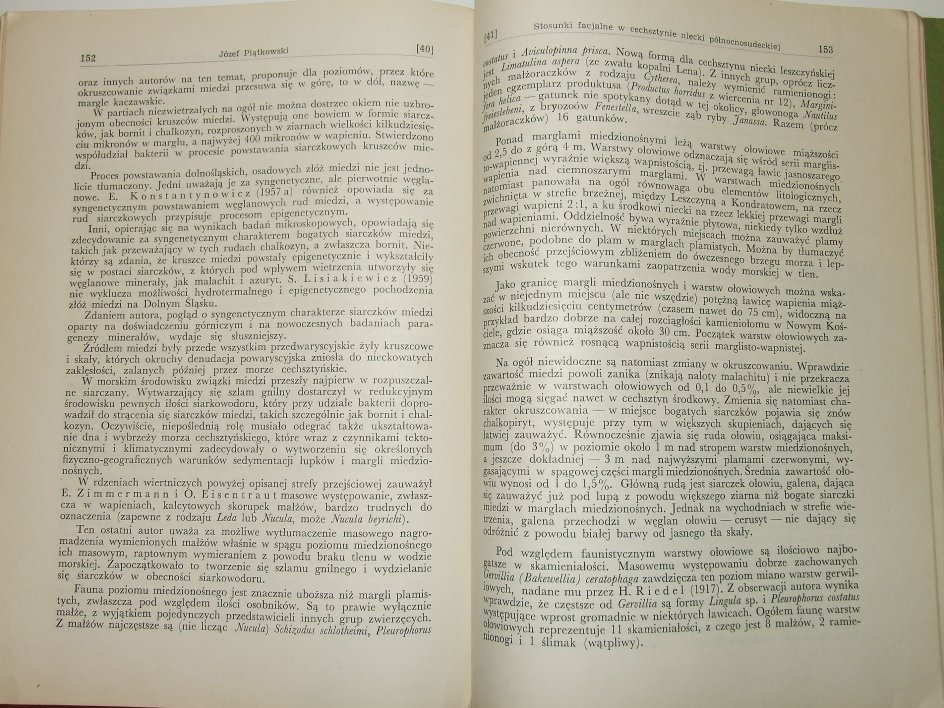 152 Józef Piątkowski [40]
oraz innych autorów na ten temat, proponuje dla poziomów, przez które
okruszcowanie związkami miedzi przesuwa się w górę, to w dół, nazwę —
margle kaczawskie.
W partiach niezwietrzałych na ogół nie można dostrzec okiem nie uzbro-
jonym obecności kruszców miedzi. Występują one bowiem w formie siarcz-
ków, jak bornit i chalkozyn, rozproszonych w ziarnach wielkości kilkudziesię-
ciu mikronów w marglu, a najwyżej 400 mikronów w wapieniu. Stwierdzono
współudział bakterii w procesie powstawania siarczkowych kruszców mie-
dzi.
Proces powstawania dolnośląskich, osadowych złóż miedzi nie jest jedno-
licie tłumaczony. Jedni uważają je za syngenetyczne, ale pierwotnie węgla-
nowe. E. Konstantynowicz (1957 a) również opowiada się za
syngenetycznym powstawaniem węglanowych rud miedzi, a występowanie
rud siarczkowych przypisuje procesom epigenetycznym.
Inni, opierając się na wynikach badań mikroskopowych, opowiadają się
zdecydowanie za syngenetycznym charakterem bogatych siarczków miedzi,
takich jak przeważający w tych rudach chalkozyn, a zwłaszcza bornit. Nie-
którzy są zdania, że kruszce miedzi powstały epigenetycznie i wykształciły
się w postaci siarczków, z których pod wpływem wietrzenia utworzyły się
węglanowe minerały, jak malachit i azuryt. S. Lisiakiewicz (1959)
nie wyklucza możliwości hydrotermalnego i epigenetycznego pochodzenia
złóż miedzi na Dolnym Śląsku.
Zdaniem autora, pogląd o syngenetycznym charakterze siarczków miedzi
oparty na doświadczeniu górniczym i na nowoczesnych badaniach para-
genezy minerałów, wydaje się słuszniejszy.
Źródłem miedzi były przede wszystkim przedwaryscyjskie żyły kruszcowe
i skały, których okruchy denudacja powaryscyjska zniosła do nieckowatych
zaklęsłości, zalanych później przez morze cechsztyńskie.
W morskim środowisku związki miedzi przeszły najpierw w rozpuszczal-
ne siarczany. Wytwarzający się szlam gnilny dostarczył w redukcyjnym
środowisku pewnych ilości siarkowodoru, który przy udziale bakterii dopro-
wadził do strącenia się siarczków miedzi, takich szczególnie jak bornit i chal-
kozyn. Oczywiście, niepoślednią rolę musiało odegrać także ukształtowa-
nie dna i wybrzeży morza cechsztyńskiego, które wraz z czynnikami tekto-
nicznymi i klimatycznymi zadecydowały o wytworzeniu się określonych
fizyczno-geograficznych warunków sedymentacji łupków i margli miedzio-
nośnych.
W rdzeniach wiertniczych powyżej opisanej strefy przejściowej zauważył
E. Zimmermann i O. Eisentraut masowe występowanie, zwłasz-
cza w wapieniach, kalcytowych skorupek małżów, bardzo trudnych do
oznaczenia (zapewne z rodzaju Leda lub Nucula, może Nucula beyrichi).
Ten ostatni autor uważa za możliwe wytłumaczenie masowego nagro-
madzenia wymienionych małżów właśnie w spągu poziomu miedzionośnego
ich masowym, raptownym wymieraniem z powodu braku tlenu w wodzie
morskiej. Zapoczątkowało to tworzenie się szlamu gnilnego i wydzielanie
się siarczków w obecności siarkowodoru.
Fauna poziomu miedzionośnego jest znacznie uboższa niż margli plamis-
tych, zwłaszcza pod względem ilości osobników. Są to prawie wyłącznie
małże, z wyjątkiem pojedynczych przedstawicieli innych grup zwierzęcych.
Z małżów najczęstsze są (nie licząc Nucula) Schizodus schlotheimi, Pleurophorus
[41] Stosunki facjalne w cechsztynie niecki północnosudeckiej 153
costatus i Aviculopinna prisca. Nową formą dla cechsztynu niecki leszczyńskiej
jest Limatulina aspera (ze zwału kopalni Lena). Z innych grup, oprócz licz-
nych małżoraczków z rodzaju Cytherea, należy wymienić ramienionogi:
jeden egzemplarz produktusa (Productus horridus z wiercenia nr 12), Margini-
fera helica — gatunek nie spotykany dotąd w tej okolicy, głowonoga Nautilus
freieslebeni, z bryozoów Fenestella, wreszcie ząb ryby Janassa. Razem (prócz
małżoraczków) 16 gatunków.
Ponad marglami miedzionośnymi leżą warstwy ołowiowe miąższości
od 2,5 do z górą 4 m. Warstwy ołowiowe odznaczają się wśród serii marglis-
to-wapiennej wyraźnie większą wapnistością, tj. przewagą ławic jasnoszarego
wapienia nad ciemnoszarymi marglami. W warstwach miedzionośnych
natomiast panowała na ogół równowaga obu elementów litologicznych,
zwichnięta w strefie brzeżnej, między Leszczyną a Kondratowem, na rzecz
przewagi wapieni 2 : 1, a ku środkowi niecki na rzecz lekkiej przewagi margli
nad wapieniami. Oddzielność bywa wyraźnie płytowa, niekiedy tylko wzdłuż
powierzchni nierównych. W niektórych miejscach można zauważyć plamy
czerwone, podobne do plam w marglach plamistych. Można by tłumaczyć
ich obecność przejściowym zbliżeniem do ówczesnego brzegu morza i lep-
szymi wskutek tego warunkami zaopatrzenia wody morskiej w tlen.
Jako granicę margli miedzionośnych i warstw ołowiowych można wska-
zać w niejednym miejscu (ale nie wszędzie) potężną ławicę wapienia miąż-
szości kilkudziesięciu centymetrów (czasem nawet do 75 cm), widoczną na
przykład bardzo dobrze na całej rozciągłości kamieniołomu w Nowym Koś-
ciele, gdzie osiąga miąższość około 30 cm. Początek warstw ołowiowych za-
znacza się również rosnącą wapnistością serii marglisto-wapnistej.
Na ogół niewidoczne są natomiast zmiany w okruszcowaniu. Wprawdzie
zawartość miedzi powoli zanika (znikają naloty malachitu) i nie przekracza
przeważnie w warstwach ołowiowych od 0,1 do 0,5%, ale niewielkie jej
ilości mogą sięgać nawet w cechsztyn środkowy. Zmienia się natomiast cha-
rakter okruszcowania — w miejsce bogatych siarczków pojawia się znów
chalkopiryt, występuje przy tym w większych skupieniach, dających się
łatwiej zauważyć. Równocześnie zjawia się ruda ołowiu, osiągająca maksi-
mum (do 3%) w poziomie około 1 m nad stropem warstw miedzionośnych,
a jeszcze dokładniej — 3 m nad najwyższymi plamami czerwonymi, wy-
gasającymi w spągowej części margli miedzionośnych. Średnia zawartość oło-
wiu wynosi od 1 do 1,5%. Główną rudą jest siarczek ołowiu, galena, dająca
się zauważyć już pod lupą z powodu większego ziarna niż bogate siarczki
miedzi w marglach miedzionośnych. Jednak na wychodniach w strefie wie-
trzenia, galena przechodzi w węglan ołowiu — cerusyt — nie dający się
odróżnić z powodu białej barwy od jasnego tła skały.
Pod względem faunistycznym warstwy ołowiowe są ilościowo najbo-
gatsze w skamieniałości. Masowemu występowaniu dobrze zachowanych
Gervillia (Bakewellia) ceratophaga zawdzięcza ten poziom miano warstw gerwil-
iowych, nadane mu przez H. Riedel (1917). Z obserwacji autora wynika
wprawdzie, że częstsze od Gervillia są formy Lingula sp. i Pleurophorus costatus
występujące wprost gromadnie w niektórych ławicach. Ogółem faunę warstw
ołowiowych reprezentuje 11 skamieniałości, z czego jest 8 małżów, 2 ramie-
nionogi i 1 ślimak (wątpliwy).